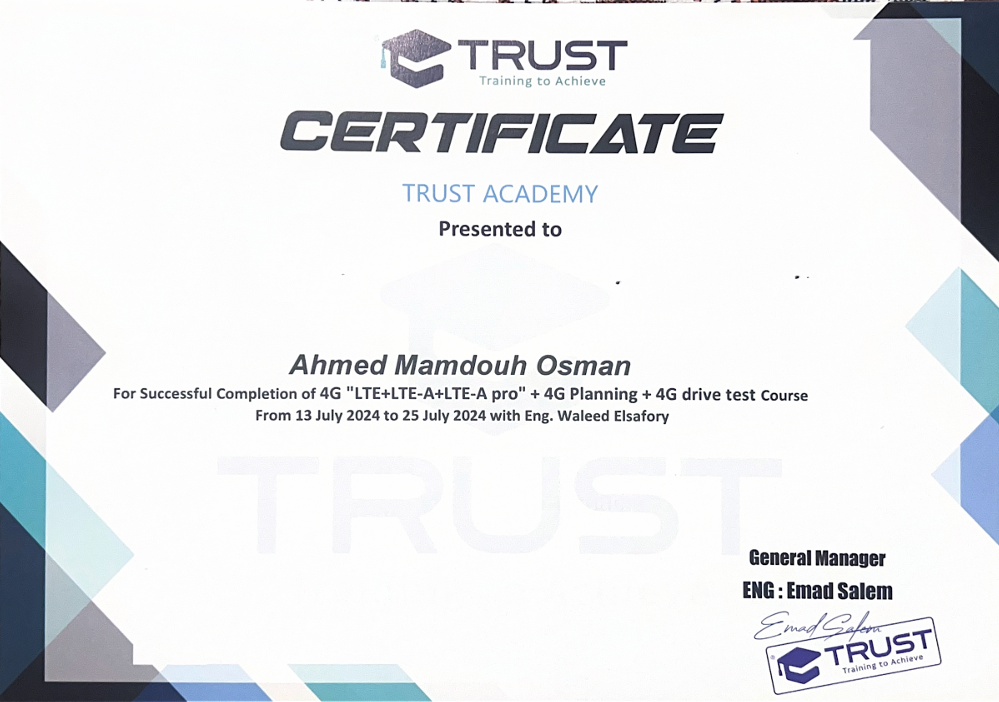 TRUST
Training to Achieve
CERTIFICATE
TRUST ACADEMY
Presented to
Ahmed Mamdouh Osman
For Successful Completion of 4G "LTE+LTE-A+LTE-A pro" + 4G Planning + 4G drive test Course
From 13 July 2024 to 25 July 2024 with Eng. Waleed Elsafory
TRUST
General Manager
ENG : Emad Salem
Emad Salem
TRUST
Training to Achieve